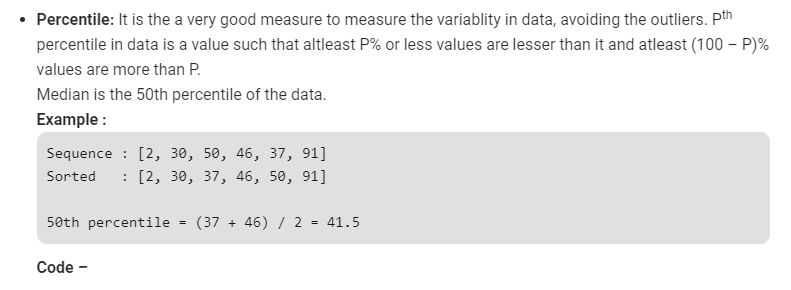 • Percentile: It is the a very good measure to measure the variablity in data, avoiding the outliers. Pth
percentile in data is a value such that altleast P% or less values are lesser than it and atleast (100 – P)%
values are more than P.
Median is the 50th percentile of the data.
Example :
Sequence : [2, 30, 50, 46, 37, 91]
Sorted   : [2, 30, 37, 46, 50, 91]
50th percentile = (37 + 46) / 2 = 41.5
Code –